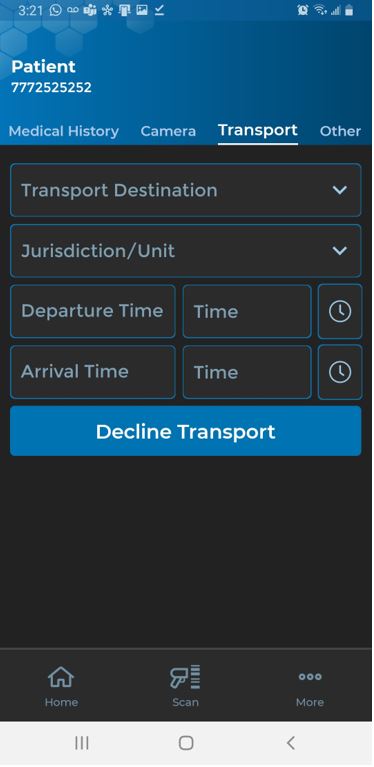 3:21
Patient
7772525252
Medical History Camera Transport Other
Transport Destination
Jurisdiction/Unit
Departure Time Time
Arrival Time Time
Decline Transport
Home Scan More